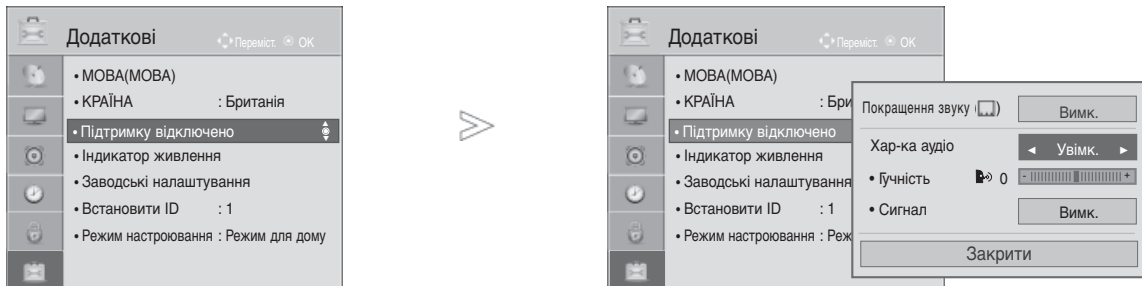 Додаткові
Переміст. OK
• МОВА(МОВА)
• КРАЇНА : Британія
• Підтримку відключено
• Індикатор живлення
• Заводські налаштування
• Встановити ID : 1
• Режим настроювання : Режим для дому
Додаткові
Переміст. OK
• МОВА(МОВА)
• КРАЇНА : Бри
• Підтримку відключено
• Індикатор живлення
• Заводські налаштування
• Встановити ID : 1
• Режим настроювання : Реж
Покращення звуку ( ) Вимк.
Хар-ка аудіо ◄ Увімк. ►
• Гучність 0 - +
• Сигнал Вимк.
Закрити